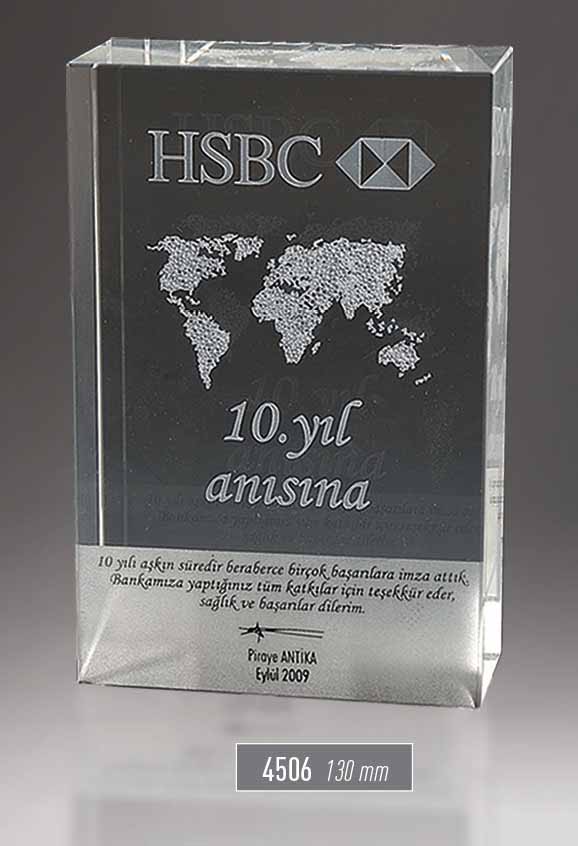 HSBC
10.yıl
anısına
10 yılı aşkın süredir beraberce birçok başarılara imza attık.
Bankamıza yaptığınız tüm katkılar için teşekkür eder,
sağlık ve başarılar dilerim.
Piraye ANTİKA
Eylül 2009
4506 130 mm